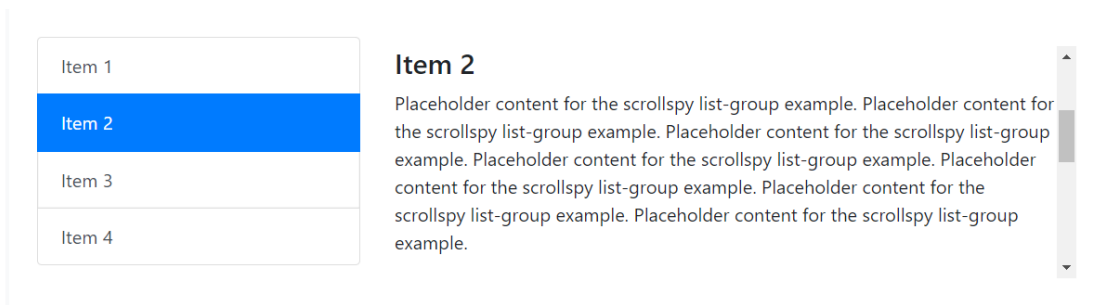 Item 1
Item 2
Item 3
Item 4
Item 2
Placeholder content for the scrollspy list-group example. Placeholder content for
the scrollspy list-group example. Placeholder content for the scrollspy list-group
example. Placeholder content for the scrollspy list-group example. Placeholder
content for the scrollspy list-group example. Placeholder content for the
scrollspy list-group example. Placeholder content for the scrollspy list-group
example.